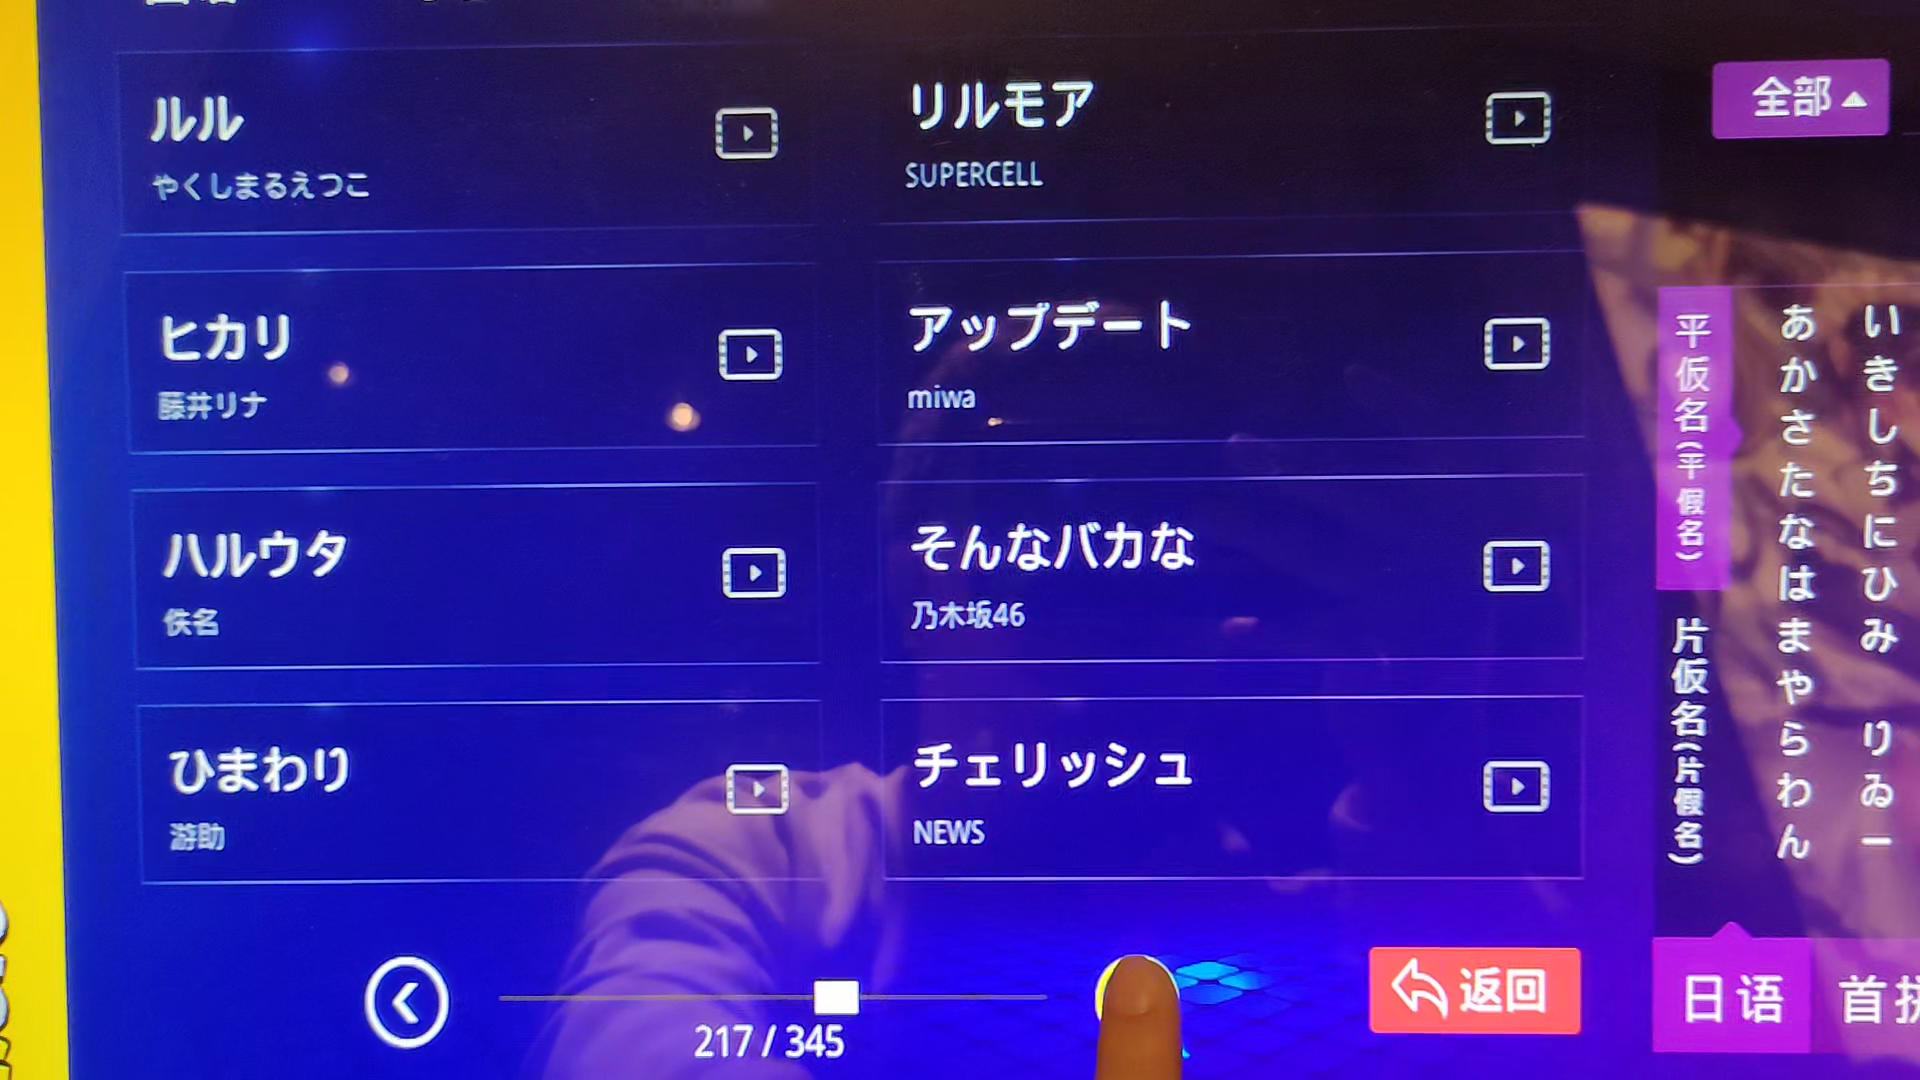 ルル
やくしまるえつこ
リルモア
SUPERCELL
ヒカリ
藤井リナ
アップデート
miwa
ハルウタ
佚名
そんなバカな
乃木坂46
ひまわり
游助
チェリッシュ
NEWS
217 / 345
返回
全部
平仮名(平假名)
片仮名(片假名)
あかさたなはまやらわん
いきしちにひみ りゐー
日语
首拼